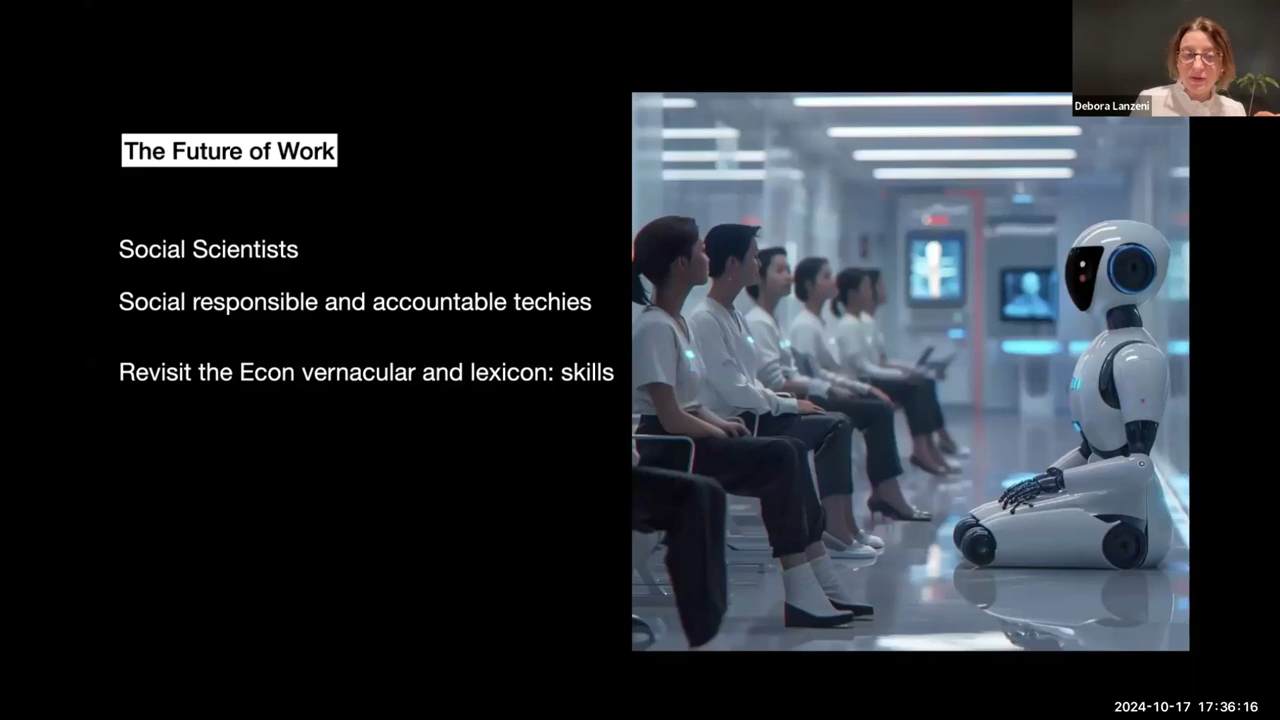 Debora Lanzeni
The Future of Work
Social Scientists
Social responsible and accountable techies
Revisit the Econ vernacular and lexicon: skills
2024-10-17 17:36:16